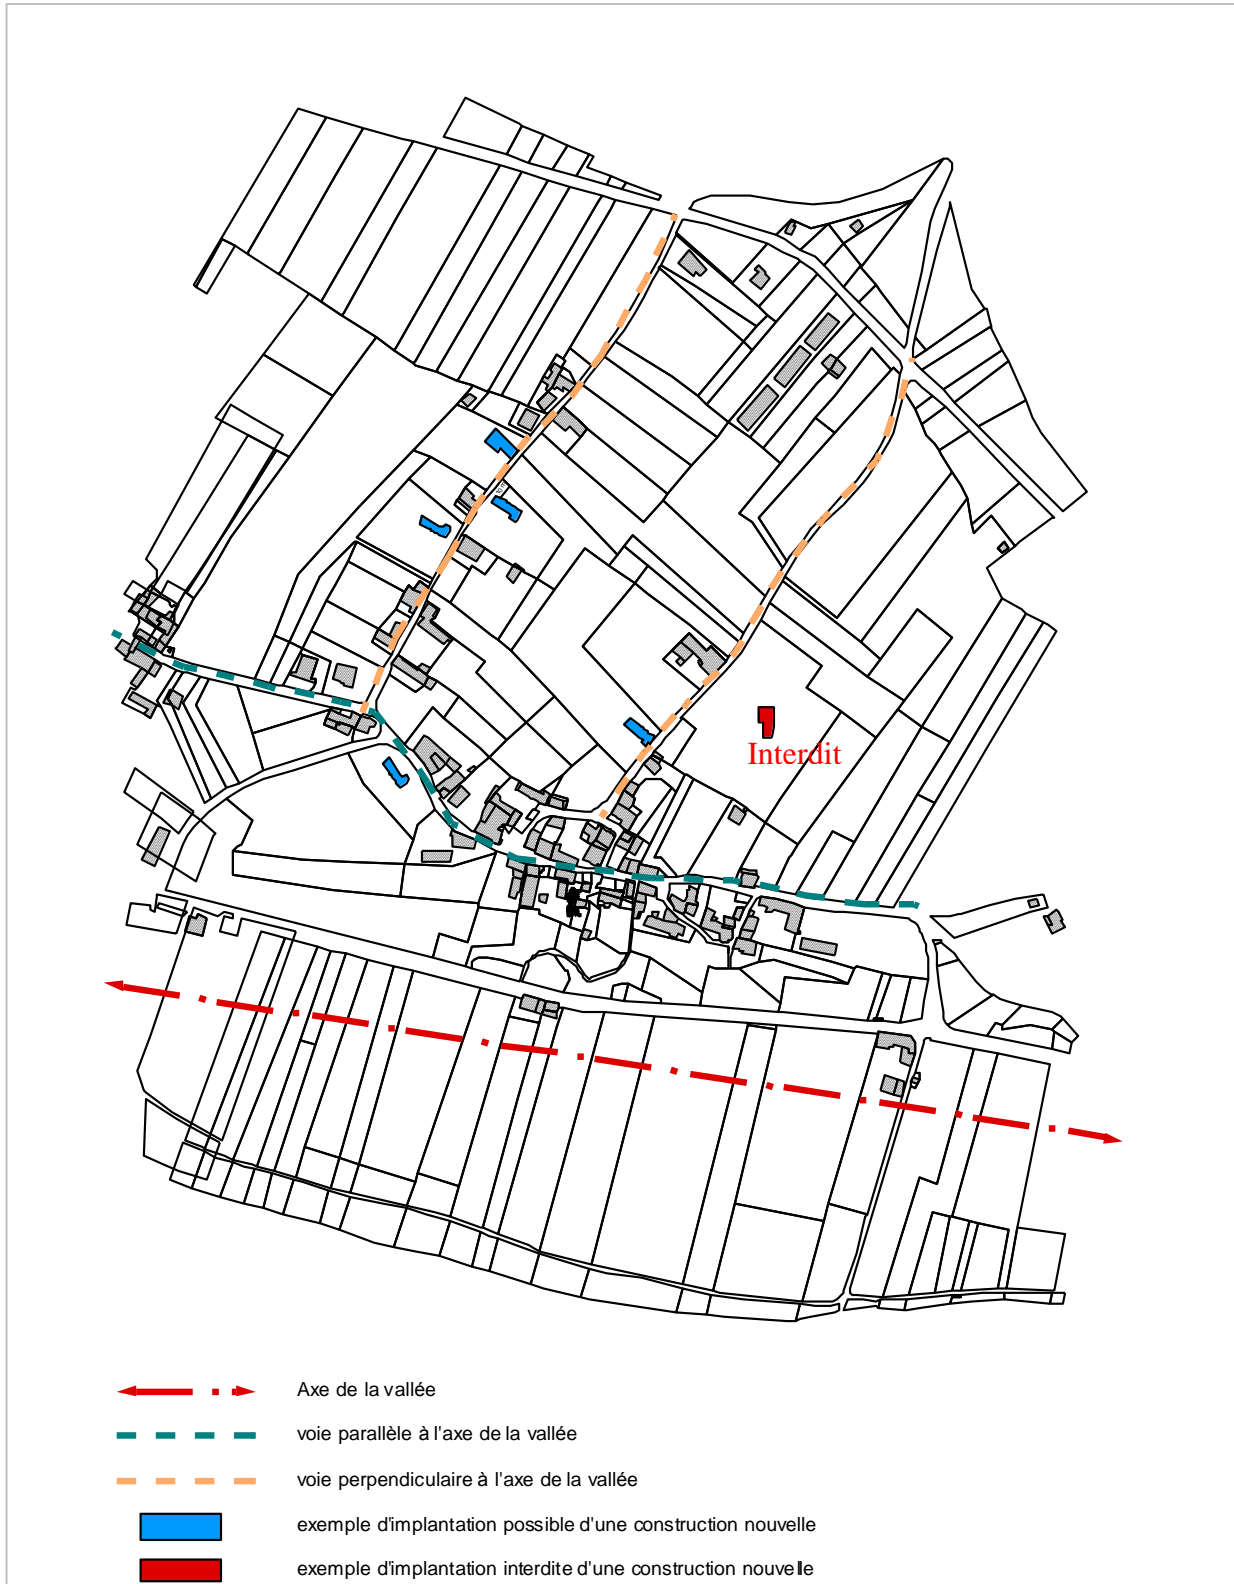 10 m
Interdit
Axe de la vallée
voie parallèle à l'axe de la vallée
voie perpendiculaire à l'axe de la vallée
exemple d'implantation possible d'une construction nouvelle
exemple d'implantation interdite d'une construction nouvelle